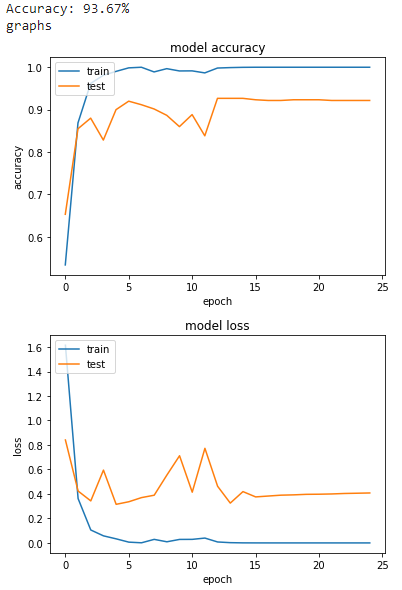 Accuracy: 93.67%
graphs
model accuracy
train
test
1.0
0.9
0.8
0.7
0.6
accuracy
0 5 10 15 20 25
epoch
model loss
train
test
1.6
1.4
1.2
1.0
0.8
0.6
0.4
0.2
0.0
loss
0 5 10 15 20 25
epoch